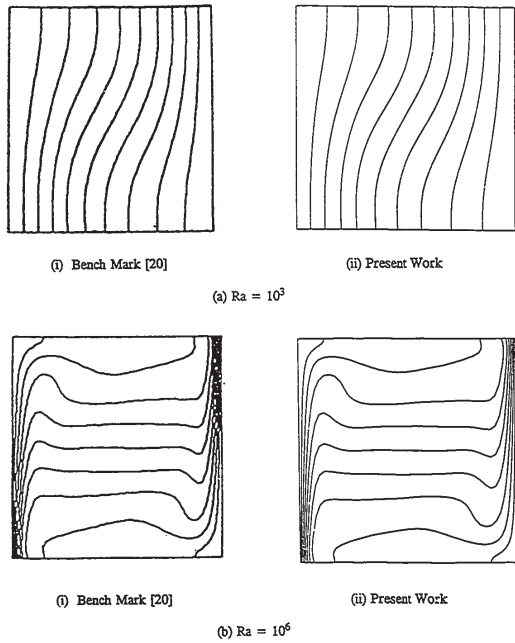 (i) Bench Mark [20]
(ii) Present Work
(a) Ra = 10³
(i) Bench Mark [20]
(ii) Present Work
(b) Ra = 10⁶